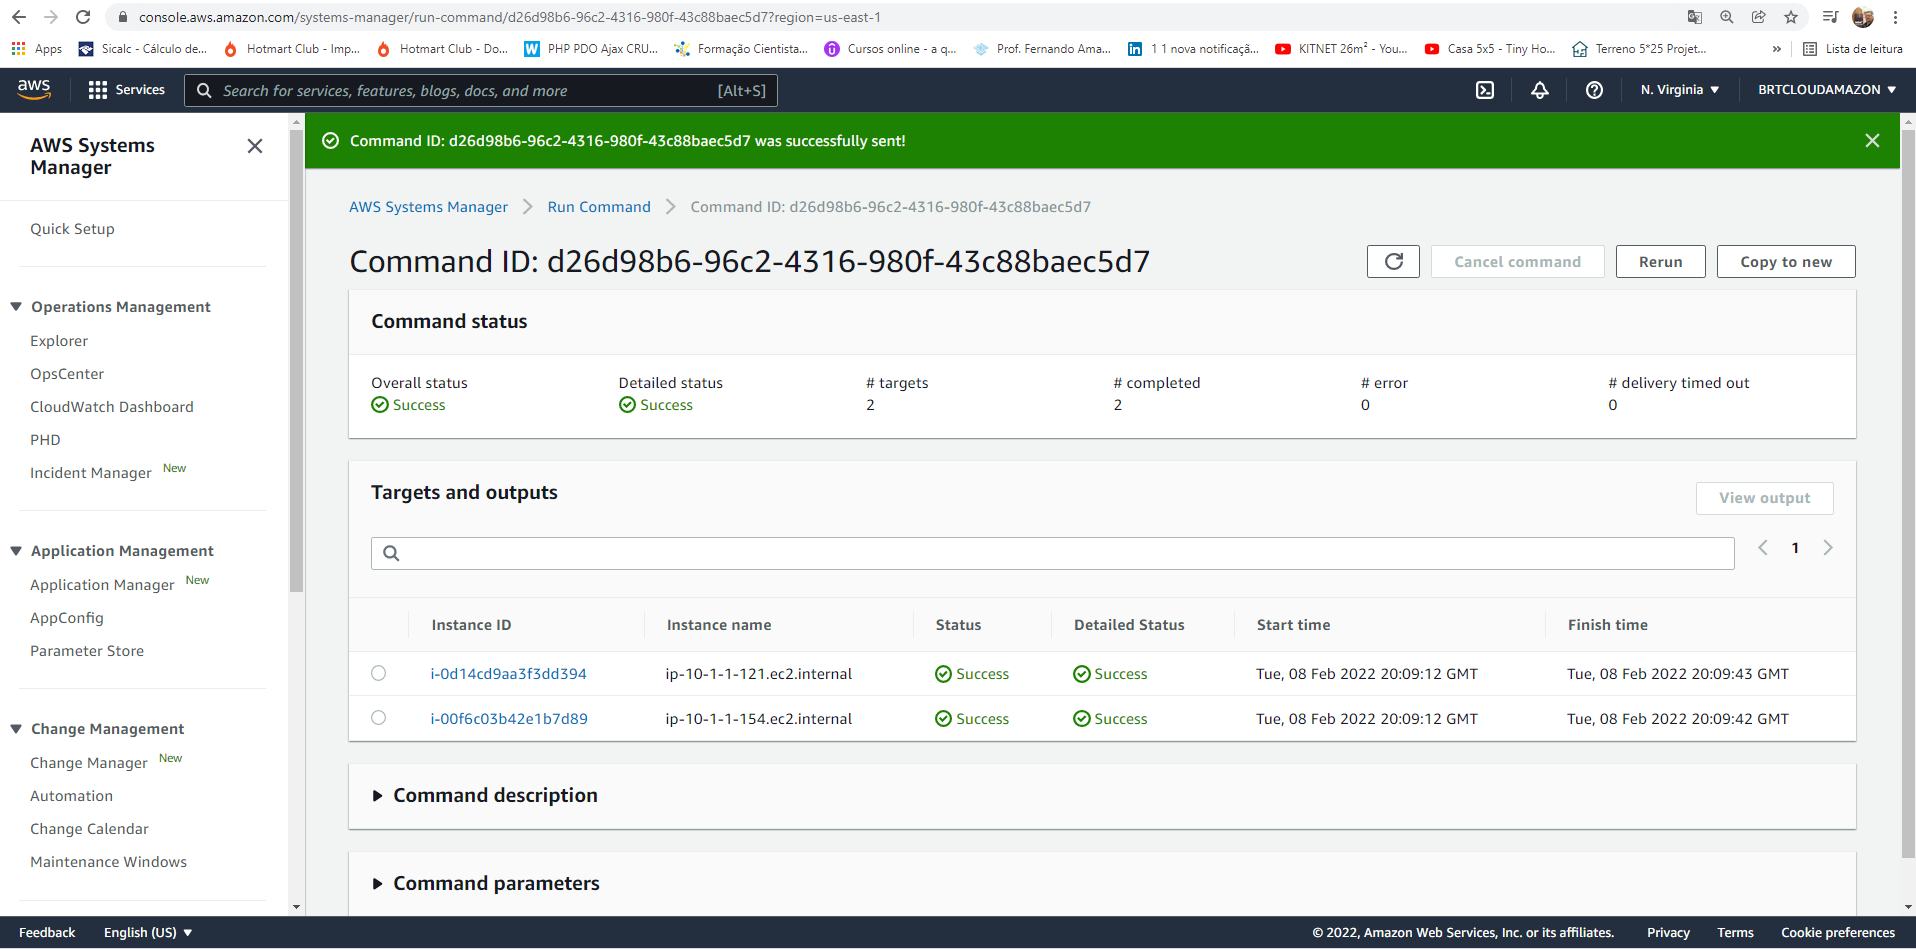 console.aws.amazon.com/systems-manager/run-command/d26d98b6-96c2-4316-980f-43c88baec5d7?region=us-east-1
Apps
Sicalc - Cálculo de...
Hotmart Club - Imp...
Hotmart Club - Do...
PHP PDO Ajax CRU...
Formação Cientista...
Cursos online - a q...
Prof. Fernando Ama...
1 1 nova notificaçã...
KITNET 26m² - You...
Casa 5x5 - Tiny Ho...
Terreno 5*25 Projet...
»
Lista de leitura
aws
Services
Search for services, features, blogs, docs, and more
[Alt+S]
N. Virginia
BRTCLOUDAMAZON
AWS Systems
Manager
Quick Setup
Operations Management
Explorer
OpsCenter
CloudWatch Dashboard
PHD
Incident Manager New
Application Management
Application Manager New
AppConfig
Parameter Store
Change Management
Change Manager New
Automation
Change Calendar
Maintenance Windows
Command ID: d26d98b6-96c2-4316-980f-43c88baec5d7 was successfully sent!
AWS Systems Manager
Run Command
Command ID: d26d98b6-96c2-4316-980f-43c88baec5d7
Command ID: d26d98b6-96c2-4316-980f-43c88baec5d7
Cancel command
Rerun
Copy to new
Command status
Overall status
Success
Detailed status
Success
# targets
2
# completed
2
# error
0
# delivery timed out
0
Targets and outputs
View output
1
Instance ID Instance name Status Detailed Status Start time Finish time
i-0d14cd9aa3f3dd394 ip-10-1-1-121.ec2.internal Success Success Tue, 08 Feb 2022 20:09:12 GMT Tue, 08 Feb 2022 20:09:43 GMT
i-00f6c03b42e1b7d89 ip-10-1-1-154.ec2.internal Success Success Tue, 08 Feb 2022 20:09:12 GMT Tue, 08 Feb 2022 20:09:42 GMT
Command description
Command parameters
Feedback
English (US)
© 2022, Amazon Web Services, Inc. or its affiliates.
Privacy
Terms
Cookie preferences